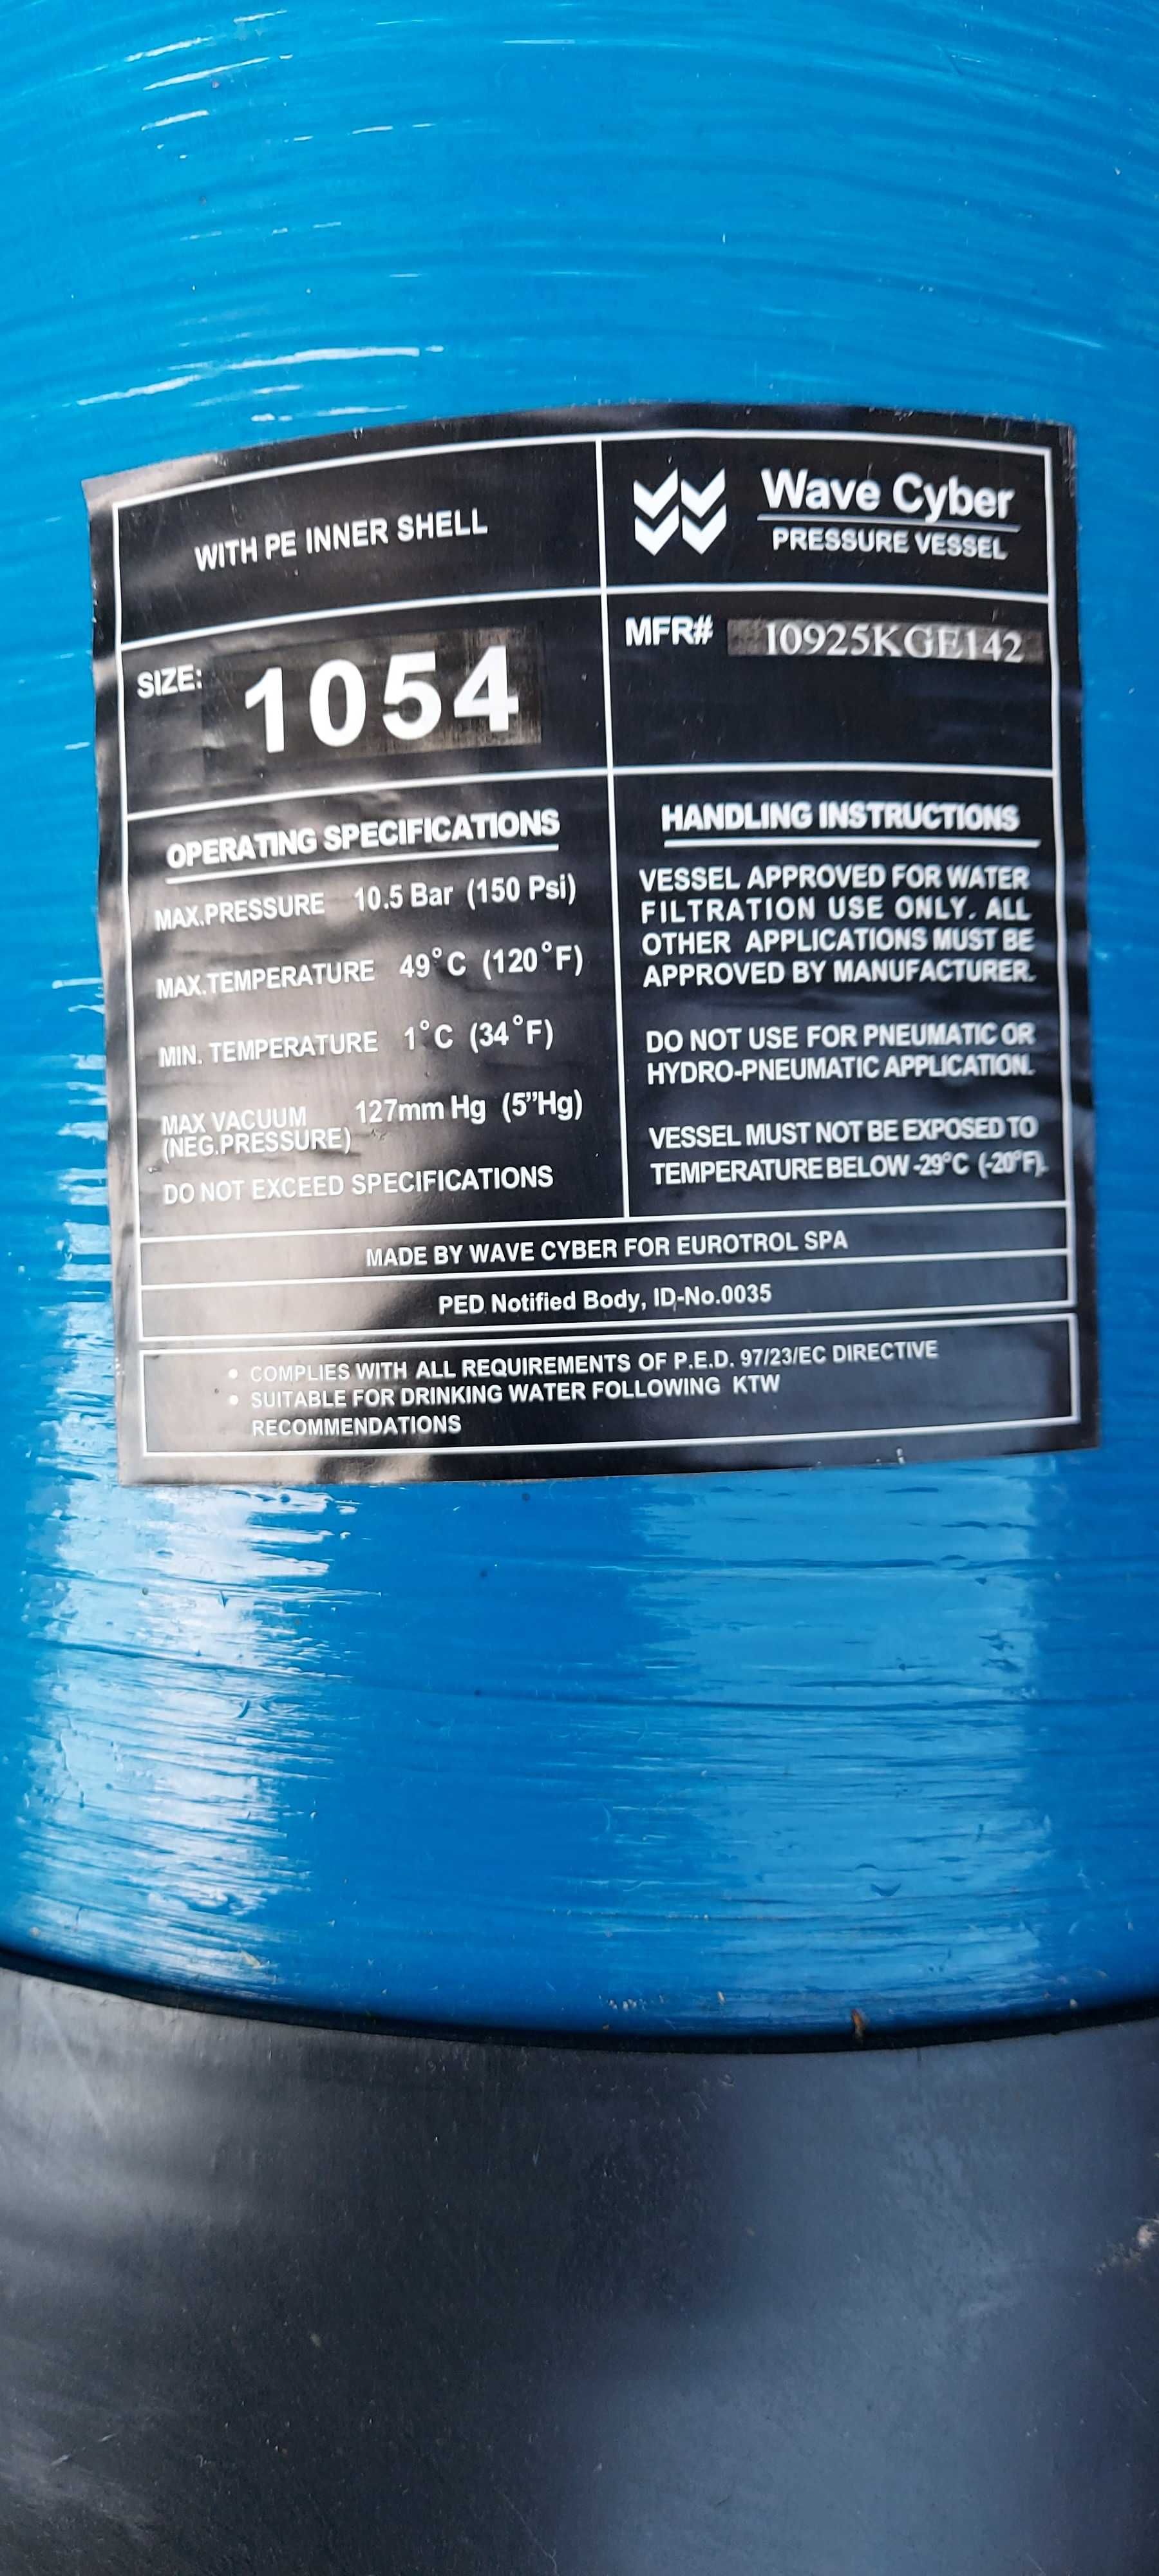 WITH PE INNER SHELL
Wave Cyber
PRESSURE VESSEL
SIZE: 1054
MFR# 10925KGE142
OPERATING SPECIFICATIONS
MAX.PRESSURE 10.5 Bar (150 Psi)
MAX.TEMPERATURE 49°C (120°F)
MIN. TEMPERATURE 1°C (34°F)
MAX VACUUM 127mm Hg (5”Hg)
(NEG.PRESSURE)
DO NOT EXCEED SPECIFICATIONS
HANDLING INSTRUCTIONS
VESSEL APPROVED FOR WATER
FILTRATION USE ONLY. ALL
OTHER APPLICATIONS MUST BE
APPROVED BY MANUFACTURER.
DO NOT USE FOR PNEUMATIC OR
HYDRO-PNEUMATIC APPLICATION.
VESSEL MUST NOT BE EXPOSED TO
TEMPERATURE BELOW -29°C (-20°F).
MADE BY WAVE CYBER FOR EUROTROL SPA
PED Notified Body, ID-No.0035
• COMPLIES WITH ALL REQUIREMENTS OF P.E.D. 97/23/EC DIRECTIVE
• SUITABLE FOR DRINKING WATER FOLLOWING KTW
RECOMMENDATIONS